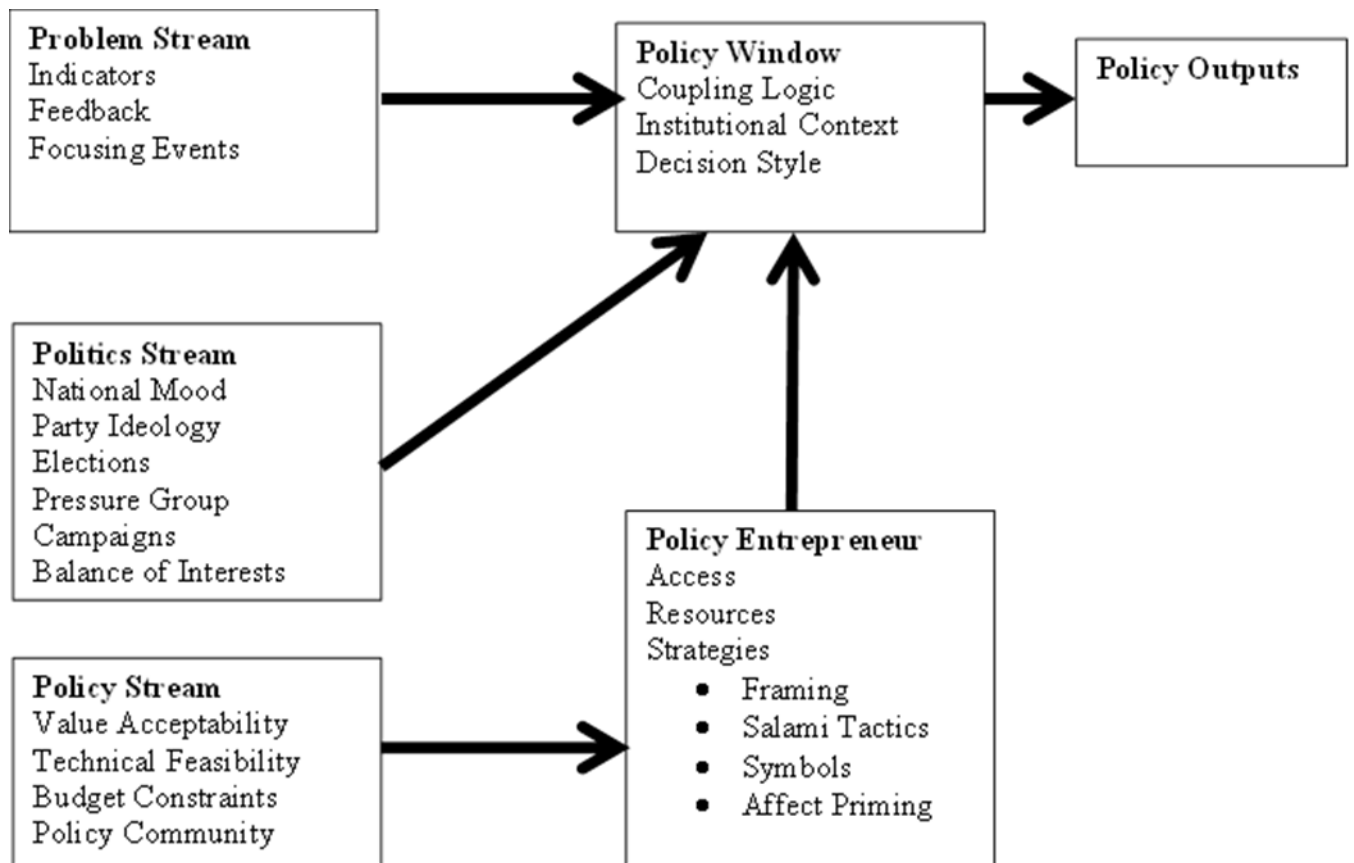 Problem Stream
Indicators
Feedback
Focusing Events
Policy Window
Coupling Logic
Institutional Context
Decision Style
Policy Outputs
Politics Stream
National Mood
Party Ideology
Elections
Pressure Group
Campaigns
Balance of Interests
Policy Entrepreneur
Access
Resources
Strategies
• Framing
• Salami Tactics
• Symbols
• Affect Priming
Policy Stream
Value Acceptability
Technical Feasibility
Budget Constraints
Policy Community